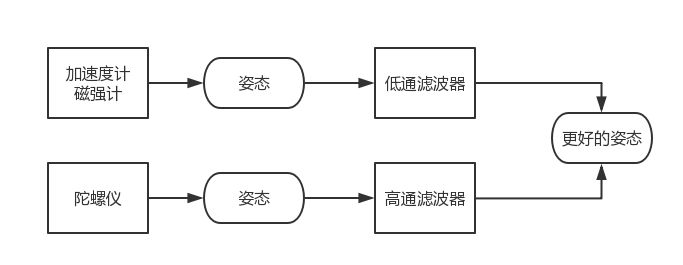 加速度计
磁强计
姿态
低通滤波器
更好的姿态
陀螺仪
姿态
高通滤波器